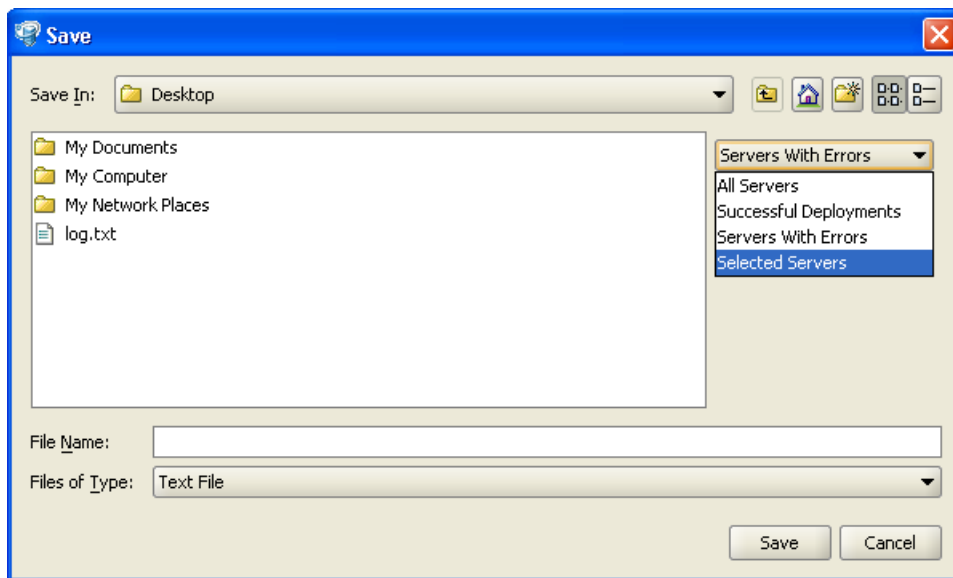 Save
Save In: Desktop
My Documents
My Computer
My Network Places
log.txt
Servers With Errors
All Servers
Successful Deployments
Servers With Errors
Selected Servers
File Name:
Files of Type: Text File
Save Cancel